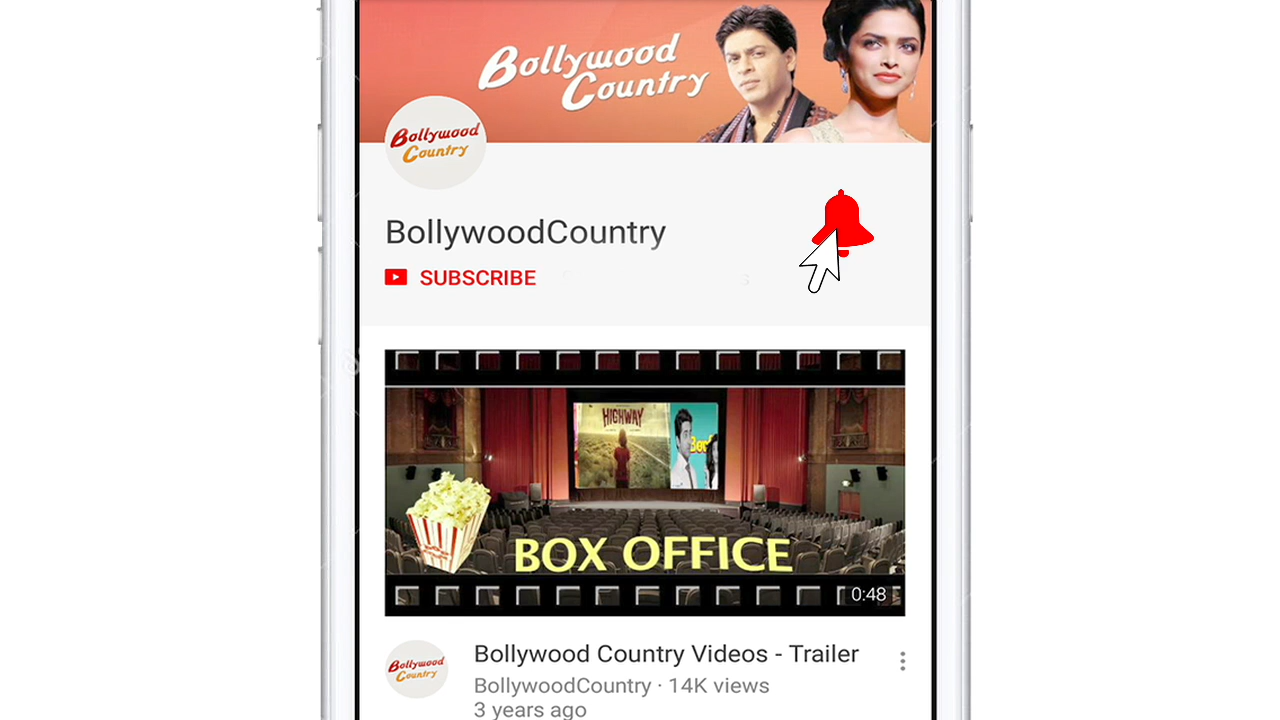 Bollywood
Country
Bollywood
Country
BollywoodCountry
SUBSCRIBE
HIGHWAY
BOX OFFICE
0:48
Bollywood
Country
Bollywood Country Videos - Trailer
BollywoodCountry · 14K views
3 years ago